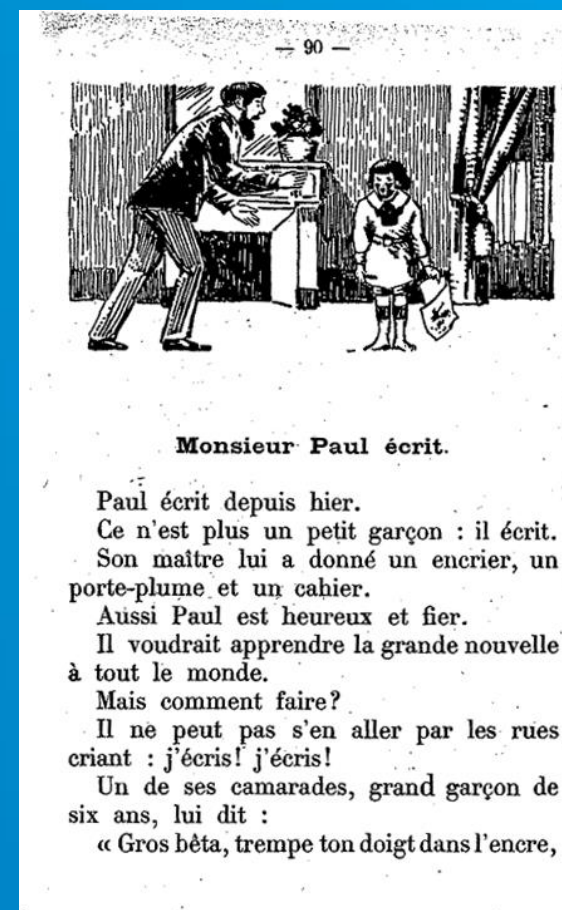 — 90 —
Monsieur Paul écrit.
Paul écrit depuis hier.
Ce n'est plus un petit garçon : il écrit.
Son maître lui a donné un encrier, un
porte-plume et un cahier.
Aussi Paul est heureux et fier.
Il voudrait apprendre la grande nouvelle
à tout le monde.
Mais comment faire?
Il ne peut pas s'en aller par les rues
criant : j'écris! j'écris!
Un de ses camarades, grand garçon de
six ans, lui dit :
« Gros bêta, trempe ton doigt dans l'encre,